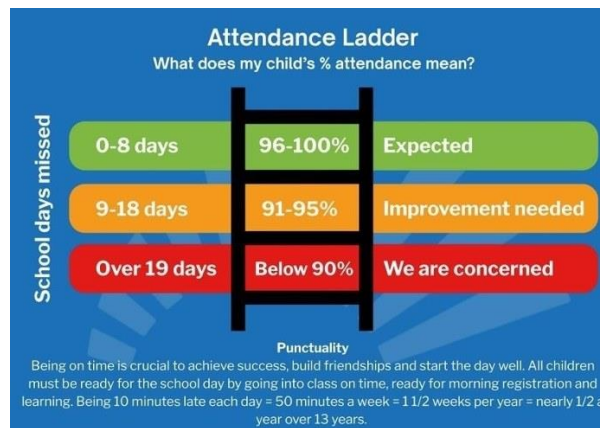 Attendance Ladder
What does my child's % attendance mean?
School days missed
0-8 days 96-100% Expected
9-18 days 91-95% Improvement needed
Over 19 days Below 90% We are concerned
Punctuality
Being on time is crucial to achieve success, build friendships and start the day well. All children
must be ready for the school day by going into class on time, ready for morning registration and
learning. Being 10 minutes late each day = 50 minutes a week = 1 1/2 weeks per year = nearly 1/2 a
year over 13 years.